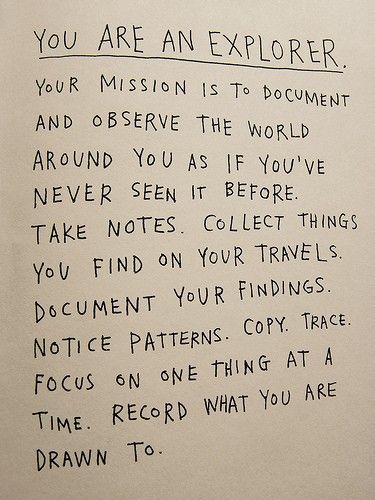 YOU ARE AN EXPLORER.
YOUR MISSION IS TO DOCUMENT
AND OBSERVE THE WORLD
AROUND YOU AS IF YOU'VE
NEVER SEEN IT BEFORE.
TAKE NOTES. COLLECT THINGS
YOU FIND ON YOUR TRAVELS.
DOCUMENT YOUR FINDINGS.
NOTICE PATTERNS. COPY. TRACE.
FOCUS ON ONE THING AT A
TIME. RECORD WHAT YOU ARE
DRAWN TO.